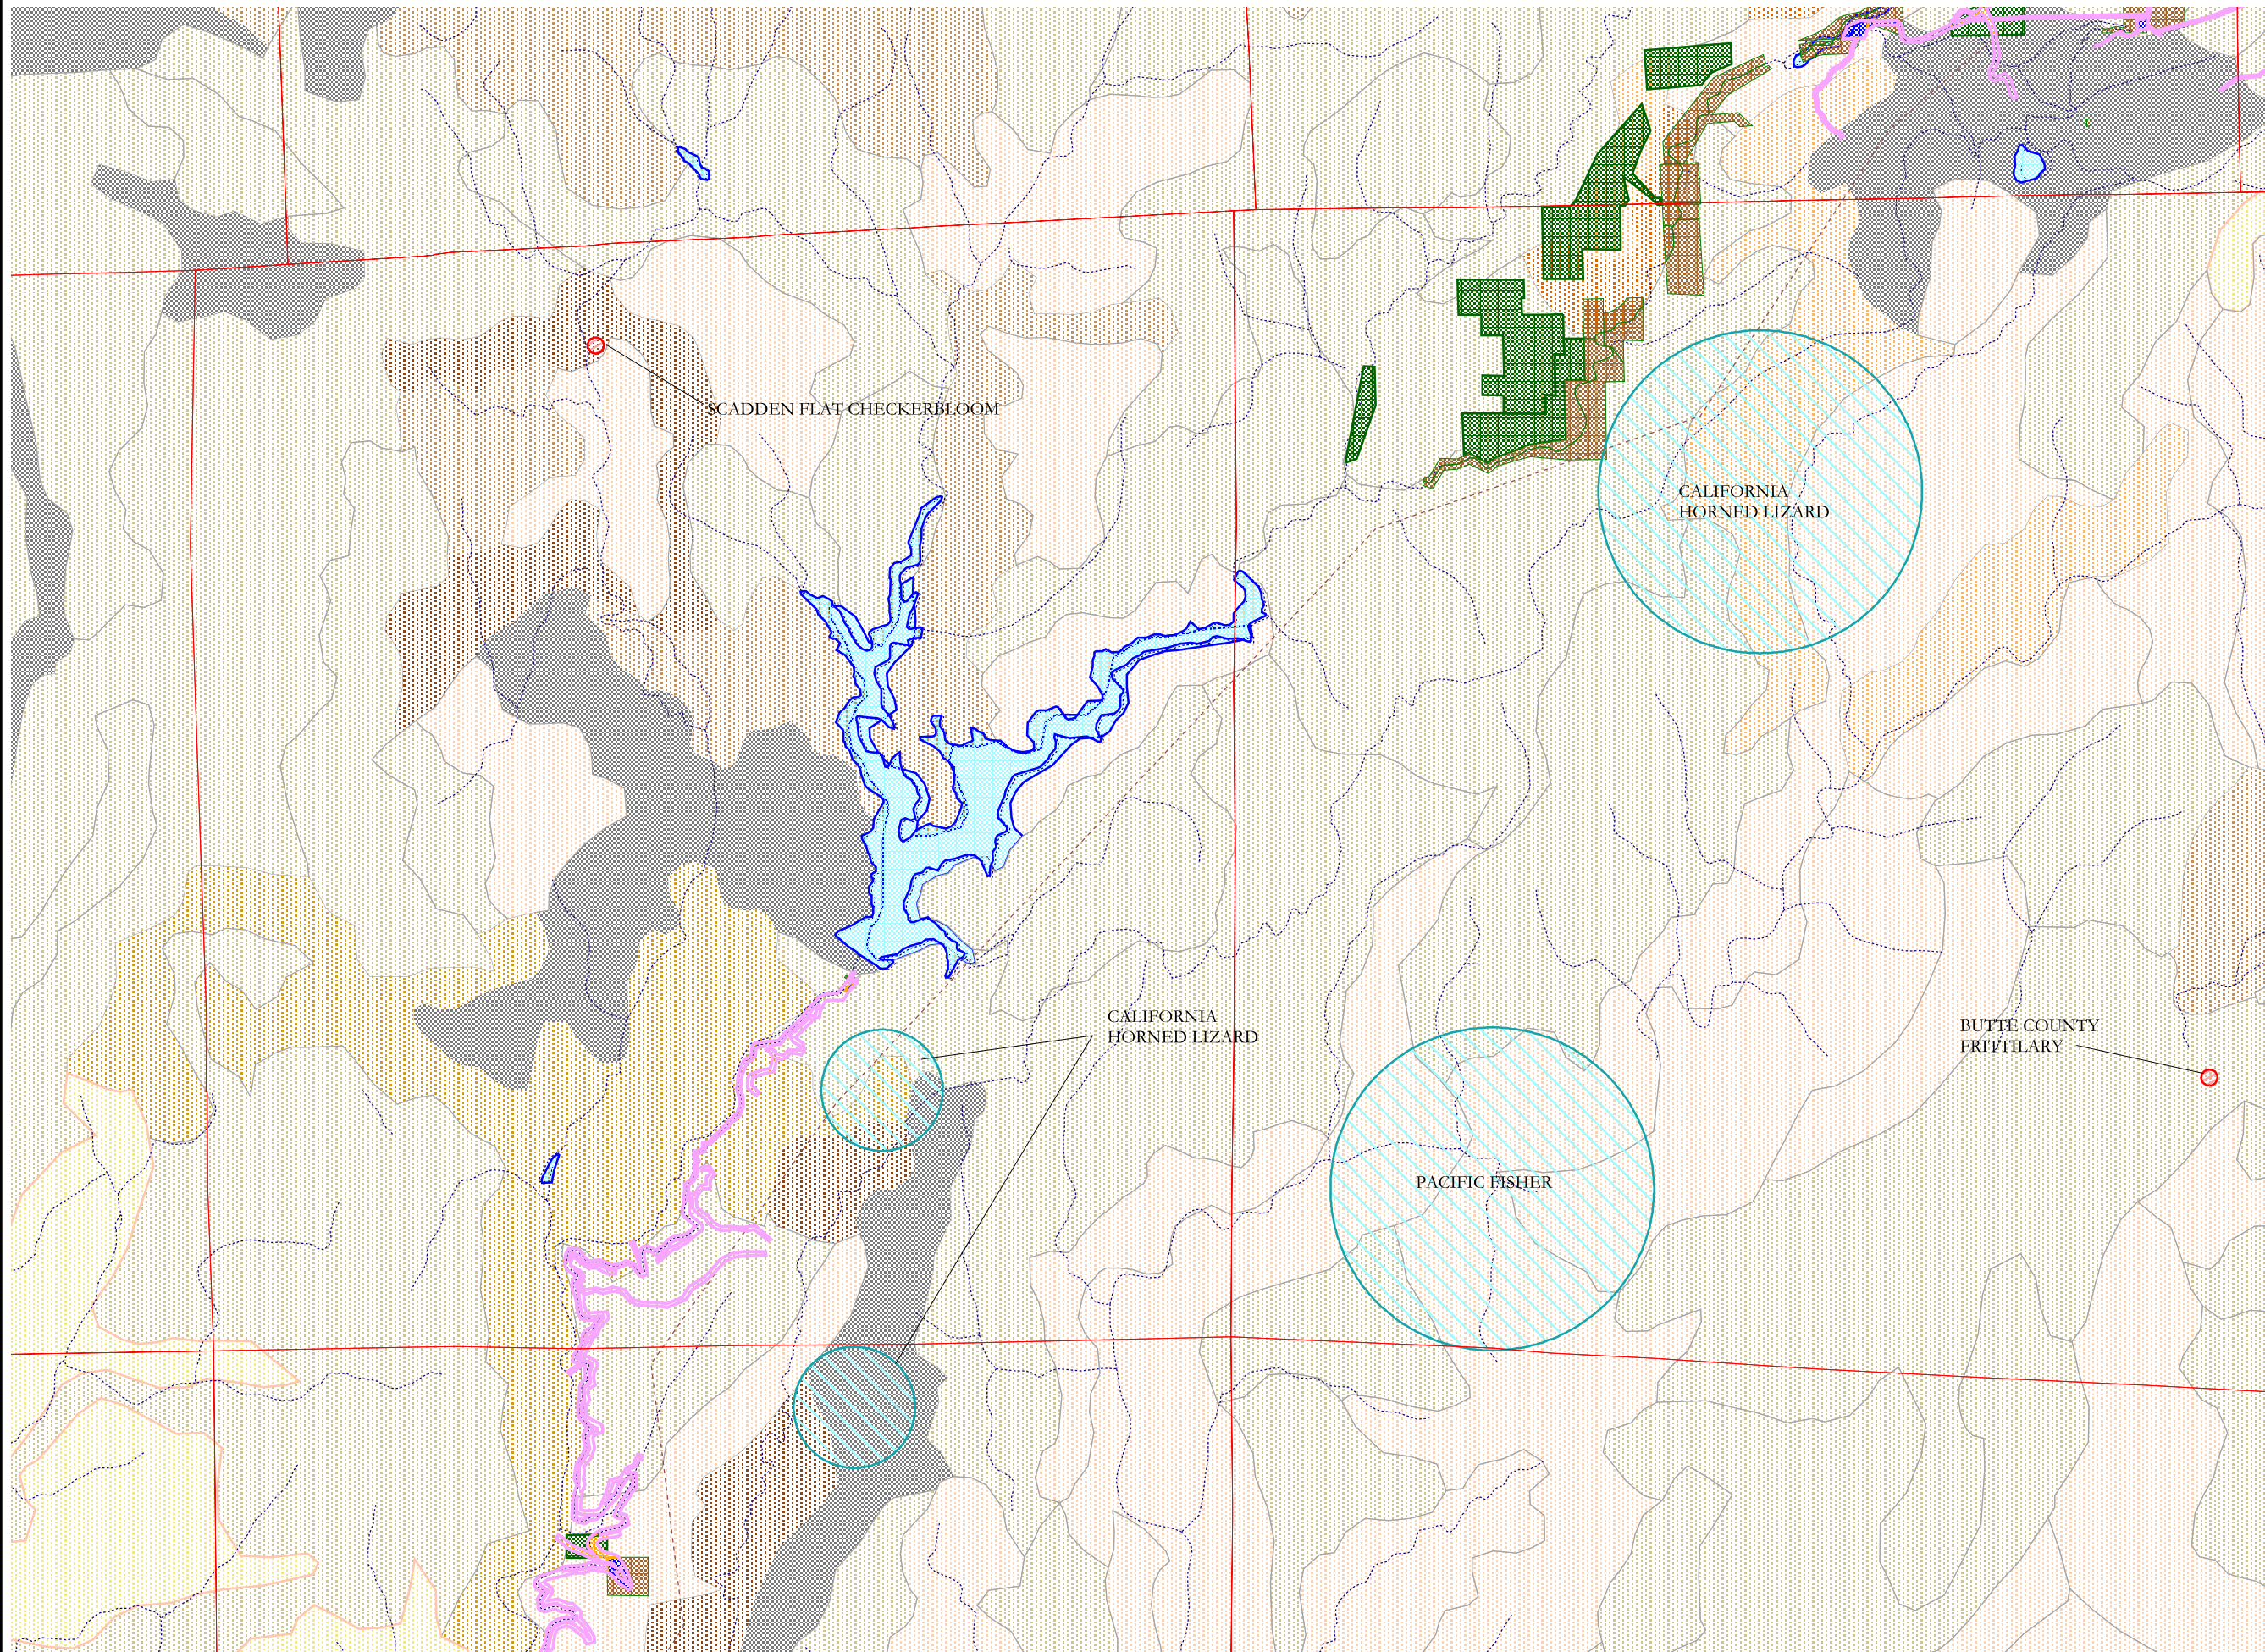 SCADDEN FLAT CHECKERBLOOM
CALIFORNIA
HORNED LIZARD
CALIFORNIA
HORNED LIZARD
BUTTE COUNTY
FRITTILARY
PACIFIC FISHER